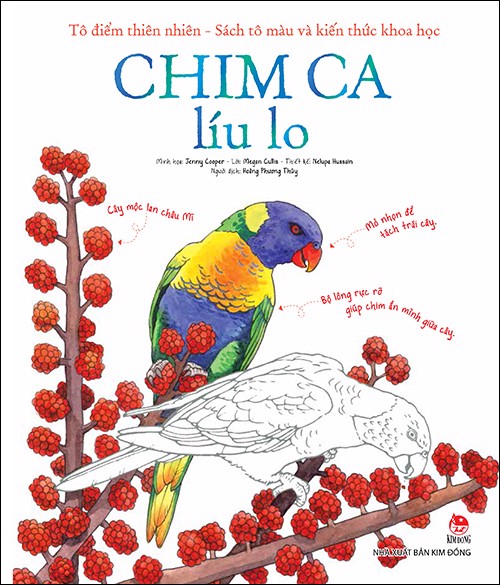 Tô điểm thiên nhiên - Sách tô màu và kiến thức khoa học
CHIM CA
líu lo
Minh họa: Jenny Cooper - Lời: Megan Cullis - Thiết kế: Nelupa Hussain
Người dịch: Hoàng Phương Thúy
Cây mộc lan châu Mĩ
Mỏ nhọn để
tách trái cây.
Bộ lông rực rỡ
giúp chim ẩn mình giữa cây.
KIM ĐỒNG
NHÀ XUẤT BẢN KIM ĐỒNG